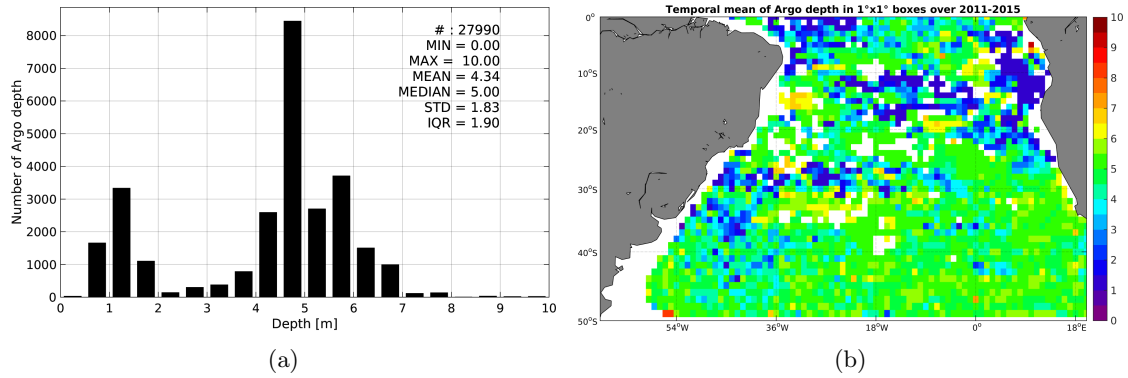 8000
7000
6000
5000
4000
3000
2000
1000
0
Number of Argo depth
# : 27990
MIN = 0.00
MAX = 10.00
MEAN = 4.34
MEDIAN = 5.00
STD = 1.83
IQR = 1.90
0 1 2 3 4 5 6 7 8 9 10
Depth [m]
(a)
Temporal mean of Argo depth in 1°x1° boxes over 2011-2015
0°
10°S
20°S
30°S
40°S
50°S
54°W 36°W 18°W 0° 18°E
10
9
8
7
6
5
4
3
2
1
0
(b)